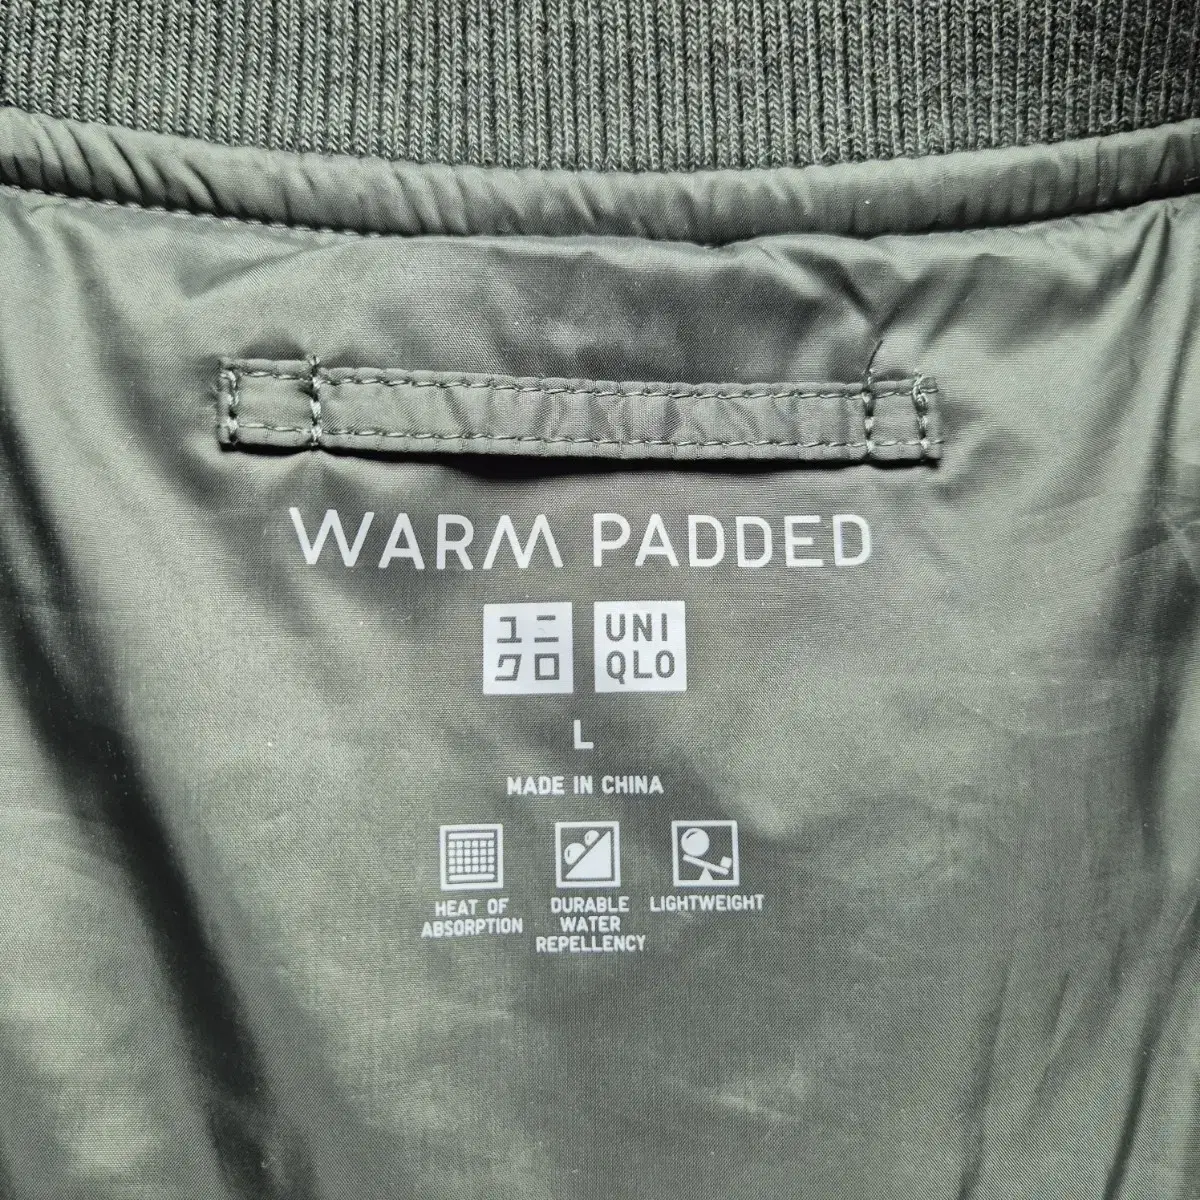 WARM PADDED
ユニ
クロ
UNI
QLO
L
MADE IN CHINA
HEAT OF
ABSORPTION
DURABLE
WATER
REPELLENCY
LIGHTWEIGHT